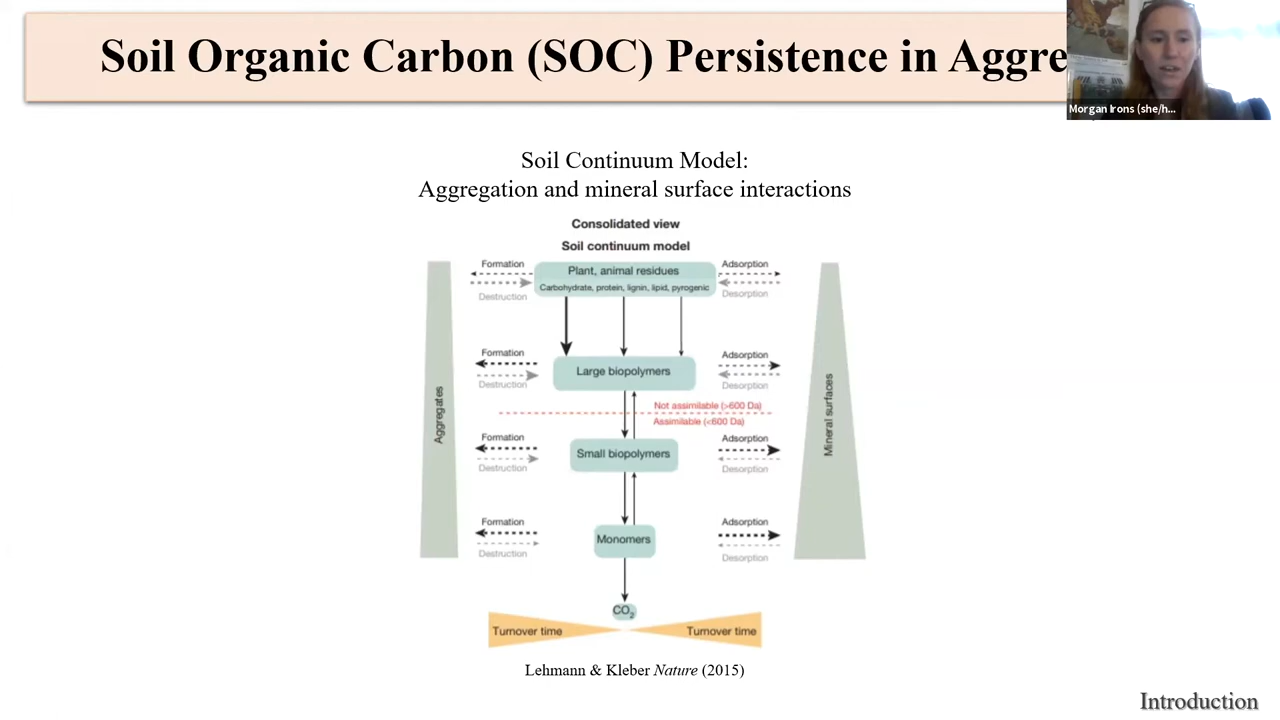 Soil Organic Carbon (SOC) Persistence in Aggre
Morgan Irons (she/h...
Soil Continuum Model:
Aggregation and mineral surface interactions
Consolidated view
Soil continuum model
Formation
Plant, animal residues
Adsorption
Carbohydrate, protein, lignin, lipid, pyrogenic
Destruction
Desorption
Formation
Large biopolymers
Adsorption
Destruction
Desorption
Aggregates
Mineral surfaces
Not assimilable (>600 Da)
Assimilable (<600 Da)
Formation
Small biopolymers
Adsorption
Destruction
Desorption
Formation
Monomers
Adsorption
Destruction
Desorption
CO2
Turnover time
Turnover time
Lehmann & Kleber Nature (2015)
Introduction